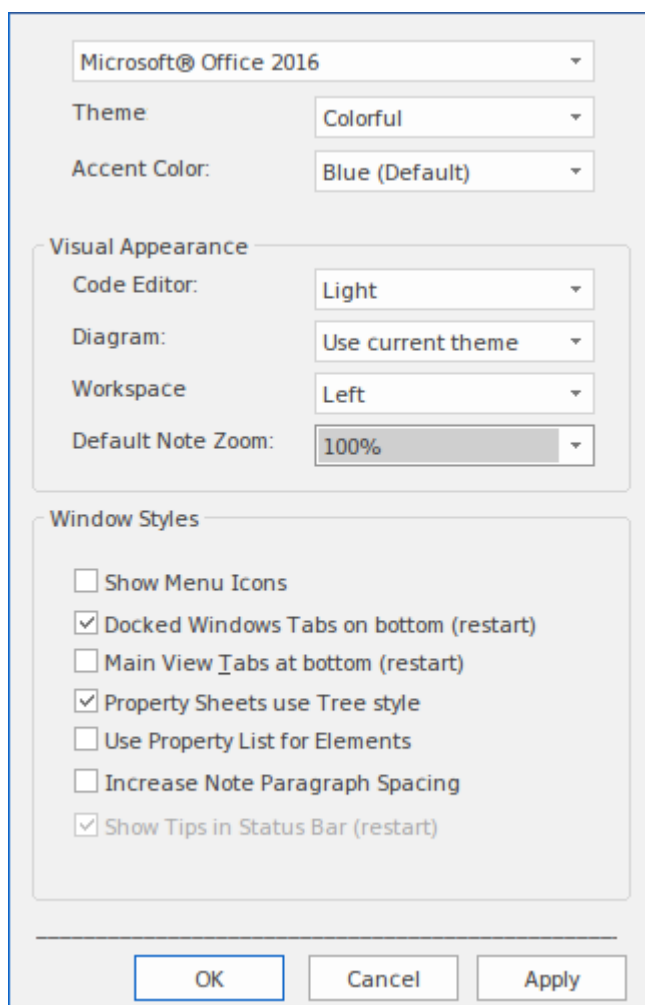 Microsoft® Office 2016
Theme Colorful
Accent Color: Blue (Default)
Visual Appearance
Code Editor: Light
Diagram: Use current theme
Workspace Left
Default Note Zoom: 100%
Window Styles
Show Menu Icons
Docked Windows Tabs on bottom (restart)
Main View Tabs at bottom (restart)
Property Sheets use Tree style
Use Property List for Elements
Increase Note Paragraph Spacing
Show Tips in Status Bar (restart)
OK Cancel Apply